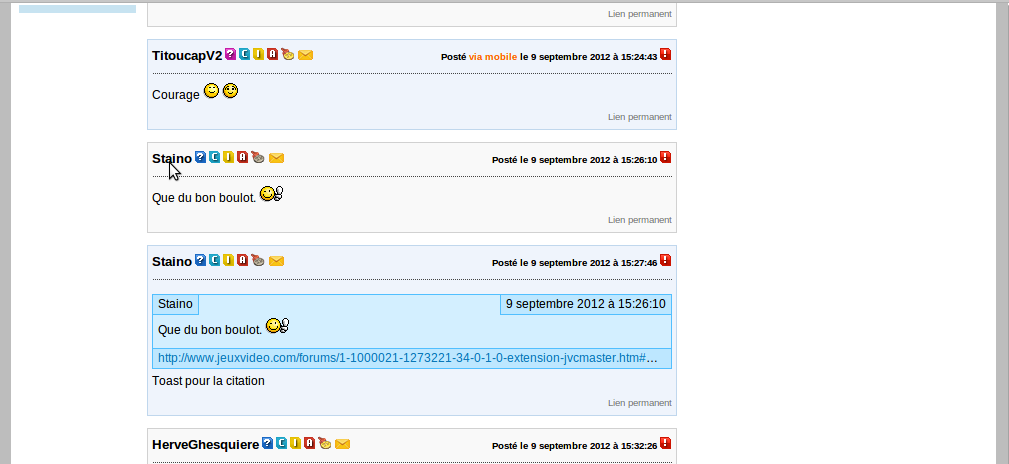 Lien permanent
TitoucapV2 Posté via mobile le 9 septembre 2012 à 15:24:43
Courage
Lien permanent
Staino Posté le 9 septembre 2012 à 15:26:10
Que du bon boulot.
Lien permanent
Staino Posté le 9 septembre 2012 à 15:27:46
Staino 9 septembre 2012 à 15:26:10
Que du bon boulot.
http://www.jeuxvideo.com/forums/1-1000021-1273221-34-0-1-0-extension-jvcmaster.htm#...
Toast pour la citation
Lien permanent
HerveGhesquiere Posté le 9 septembre 2012 à 15:32:26